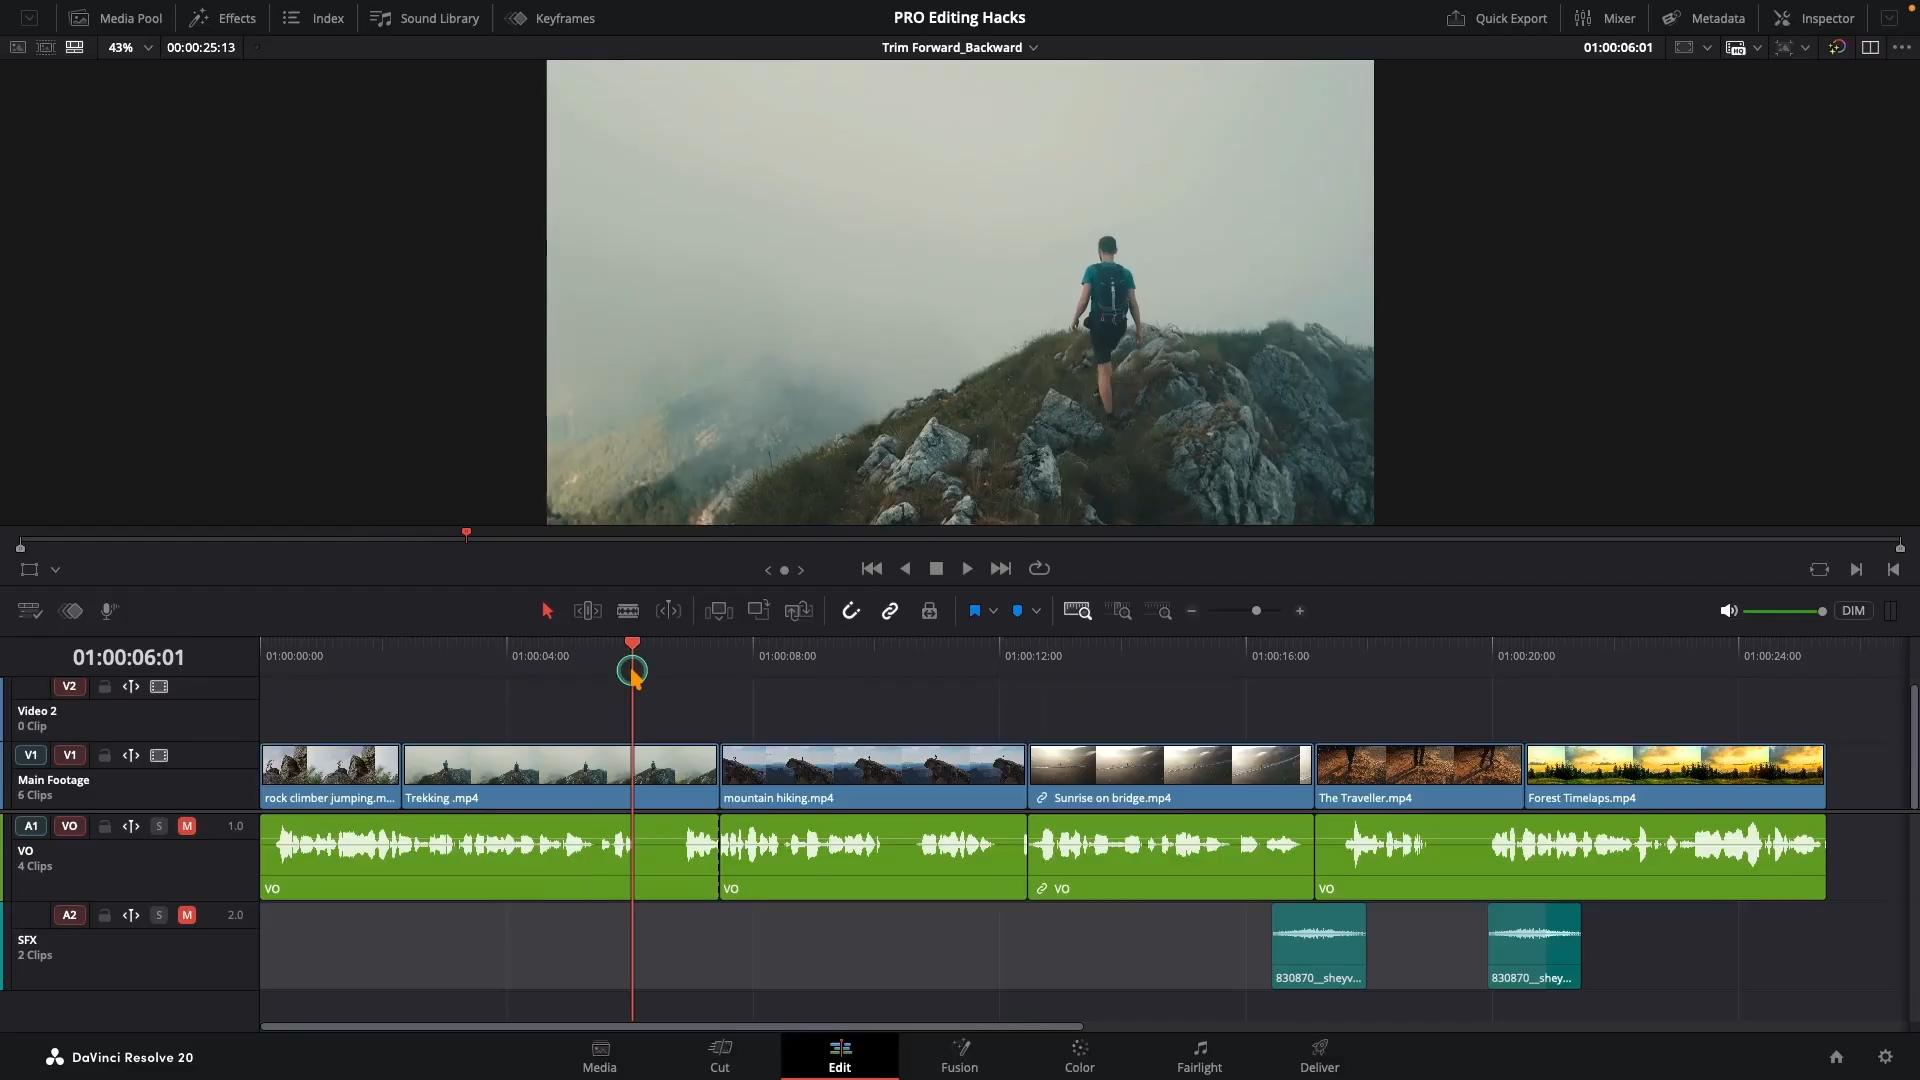 Media Pool Effects Index Sound Library Keyframes PRO Editing Hacks Quick Export Mixer Metadata Inspector
43% 00:00:25:13 Trim Forward_Backward 01:00:06:01
DIM
01:00:06:01 01:00:00:00 01:00:04:00 01:00:08:00 01:00:12:00 01:00:16:00 01:00:20:00 01:00:24:00
V2
Video 2
0 Clip
V1 V1
Main Footage
6 Clips
rock climber jumping.m... Trekking .mp4 mountain hiking.mp4 Sunrise on bridge.mp4 The Traveller.mp4 Forest Timelaps.mp4
A1 VO S M 1.0
VO
4 Clips
VO VO VO VO
A2 S M 2.0
SFX
2 Clips
830870__sheyv... 830870__shey...
DaVinci Resolve 20 Media Cut Edit Fusion Color Fairlight Deliver